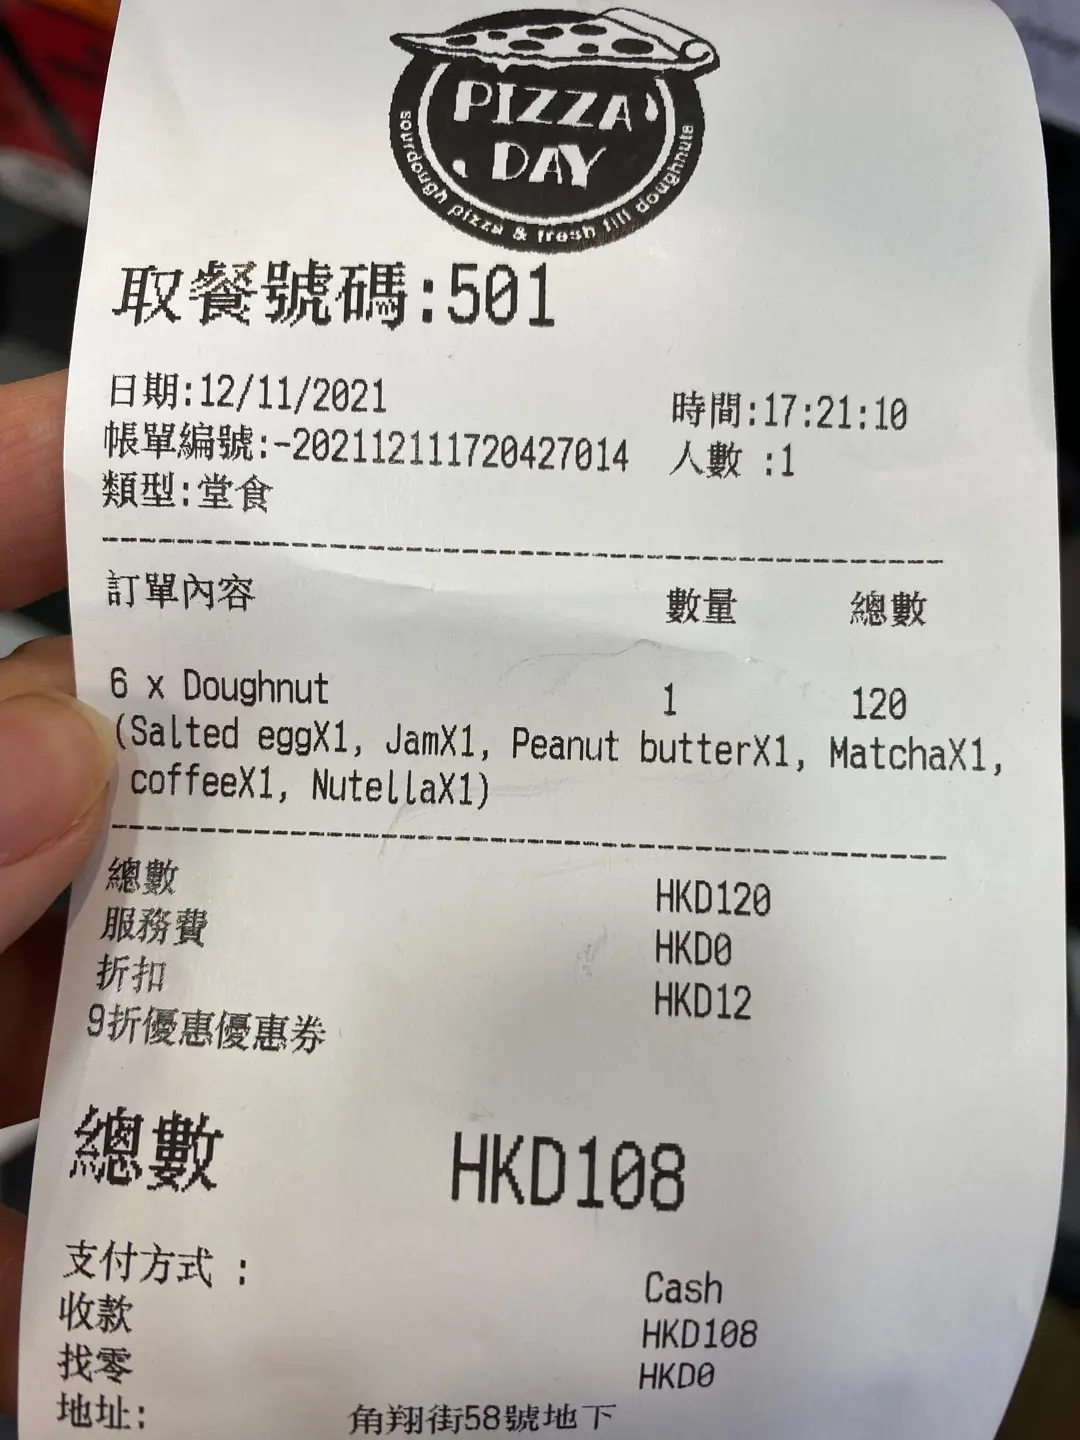 PIZZA
DAY
sourdough pizza & fresh fill doughnuts
取餐號碼:501
日期:12/11/2021 時間:17:21:10
帳單編號:-202112111720427014 人數 :1
類型:堂食
訂單內容 數量 總數
6 x Doughnut 1 120
(Salted eggX1, JamX1, Peanut butterX1, MatchaX1,
coffeeX1, NutellaX1)
總數 HKD120
服務費 HKD0
折扣 HKD12
9折優惠優惠券
總數 HKD108
支付方式 : Cash
收款 HKD108
找零 HKD0
地址: 角翔街58號地下